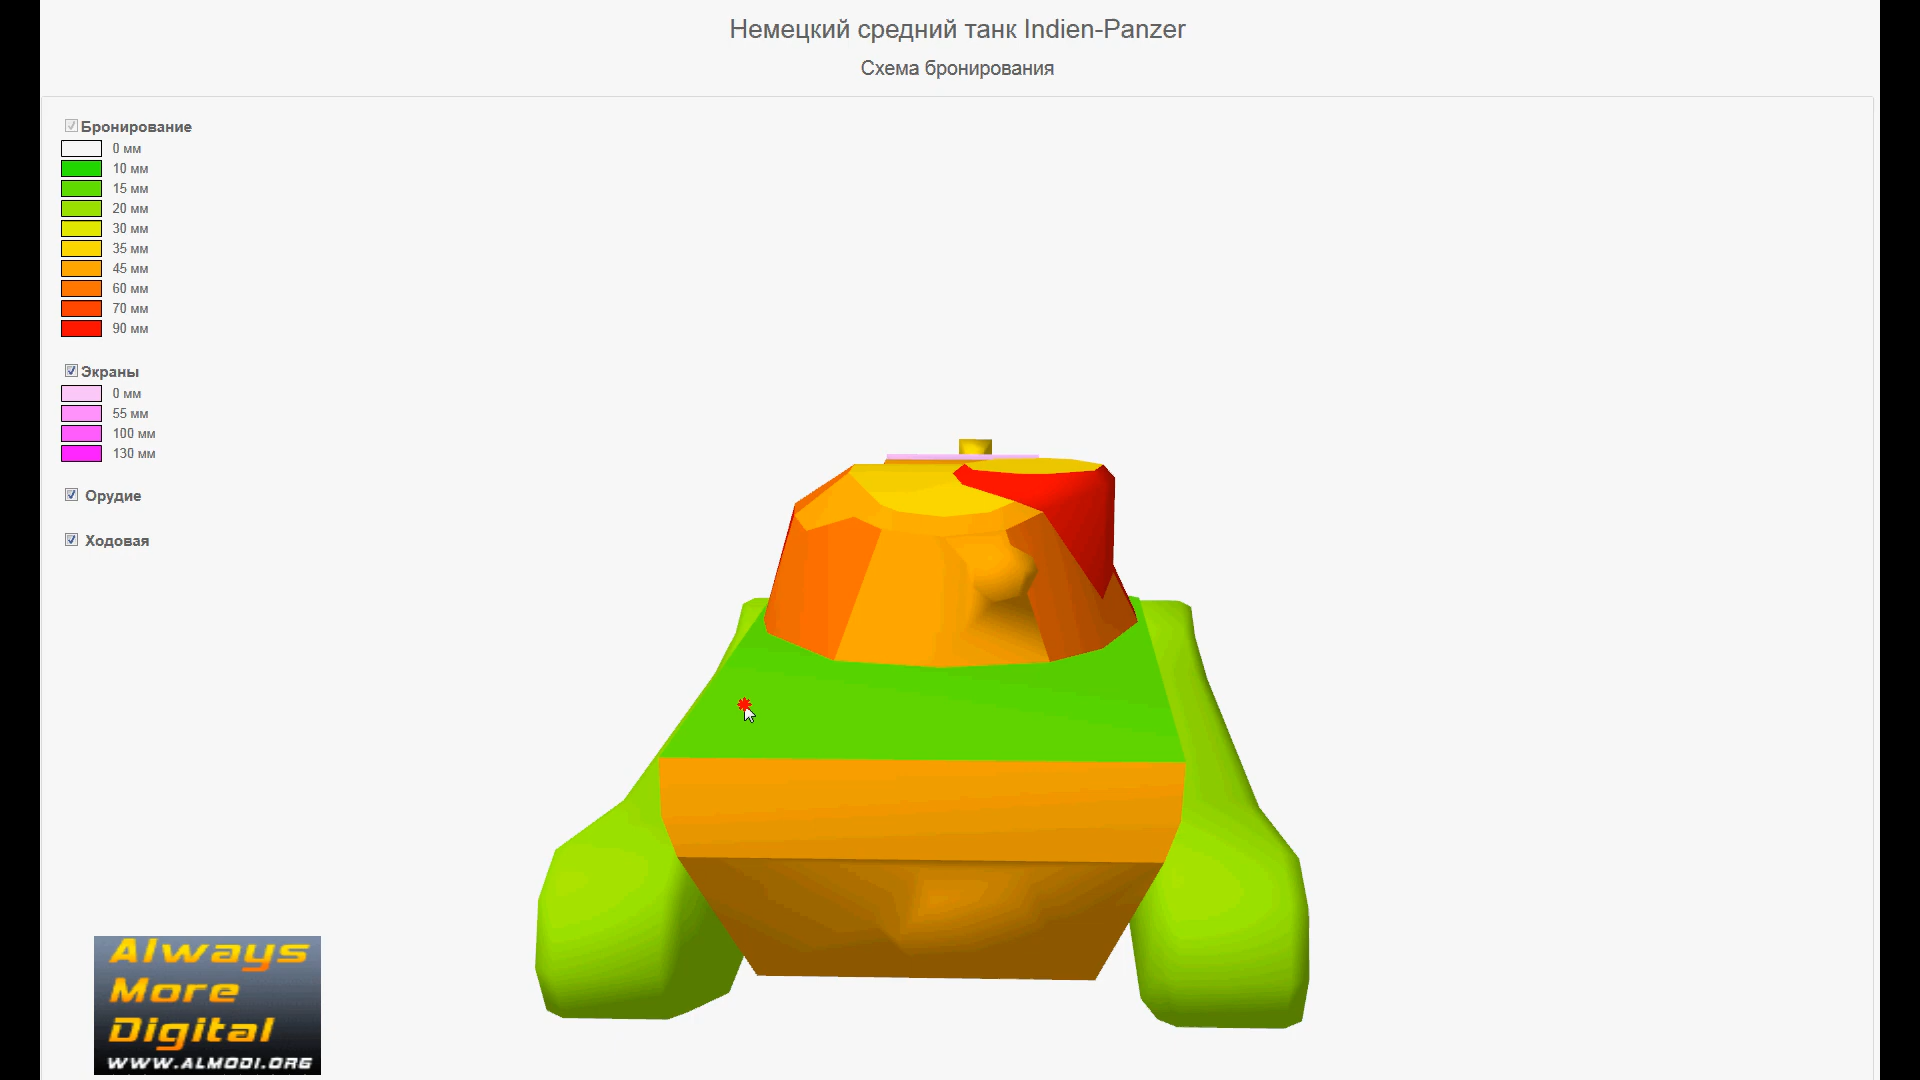 Немецкий средний танк Indien-Panzer
Схема бронирования
Бронирование
0 мм
10 мм
15 мм
20 мм
30 мм
35 мм
45 мм
60 мм
70 мм
90 мм
Экраны
0 мм
55 мм
100 мм
130 мм
Орудие
Ходовая
Always
More
Digital
WWW.ALMODI.ORG